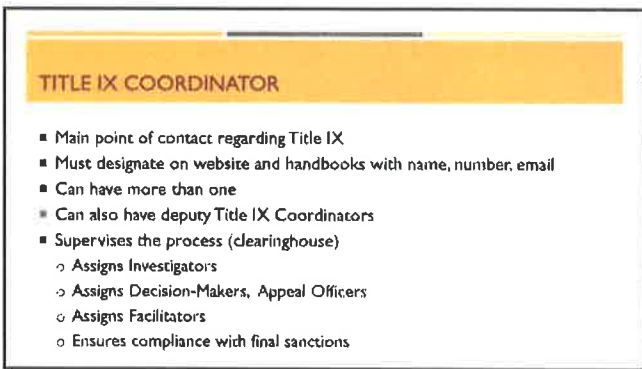 TITLE IX COORDINATOR
▪ Main point of contact regarding Title IX
▪ Must designate on website and handbooks with name, number, email
▪ Can have more than one
▪ Can also have deputy Title IX Coordinators
▪ Supervises the process (clearinghouse)
o Assigns Investigators
o Assigns Decision-Makers, Appeal Officers
o Assigns Facilitators
o Ensures compliance with final sanctions